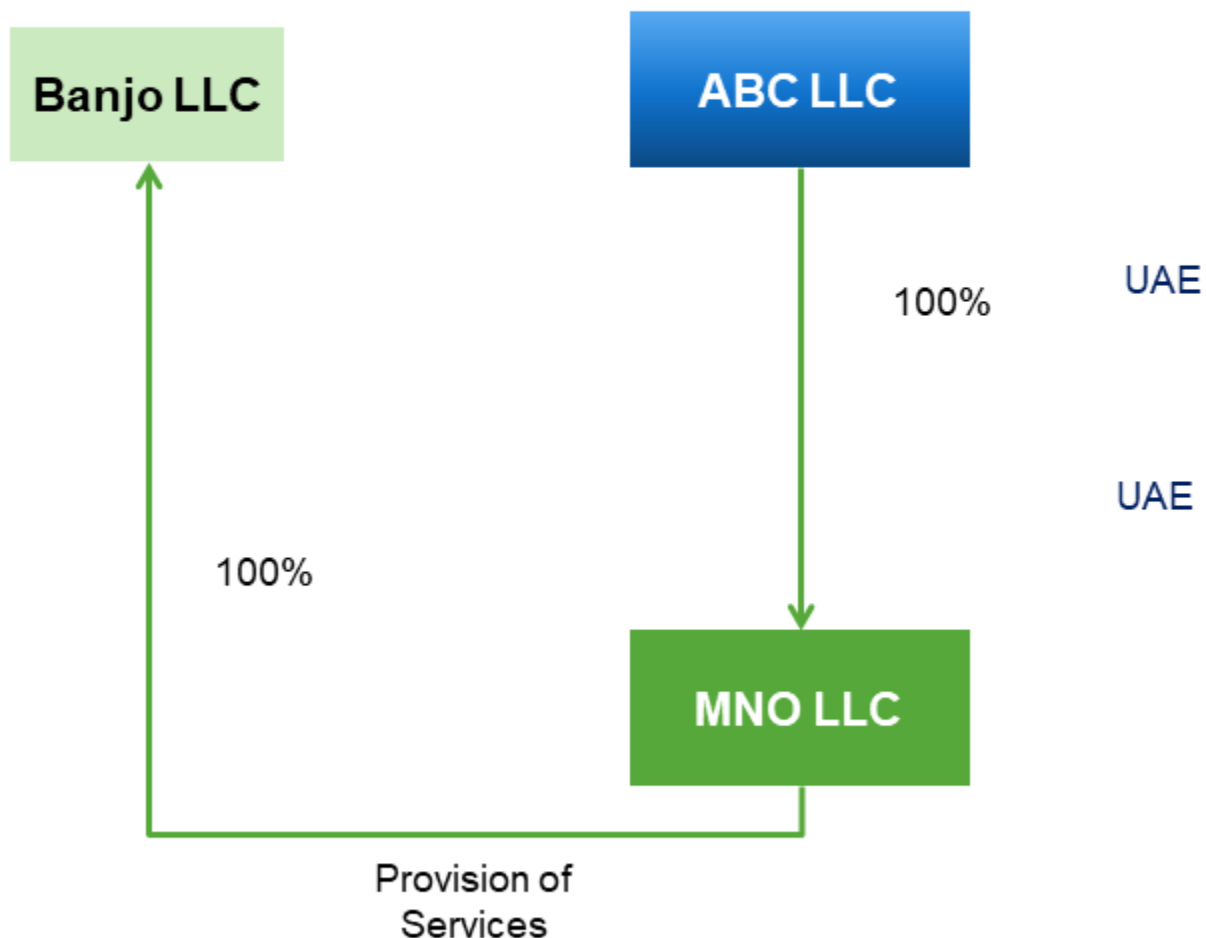 Banjo LLC
ABC LLC
UAE
100%
UAE
100%
MNO LLC
Provision of
Services